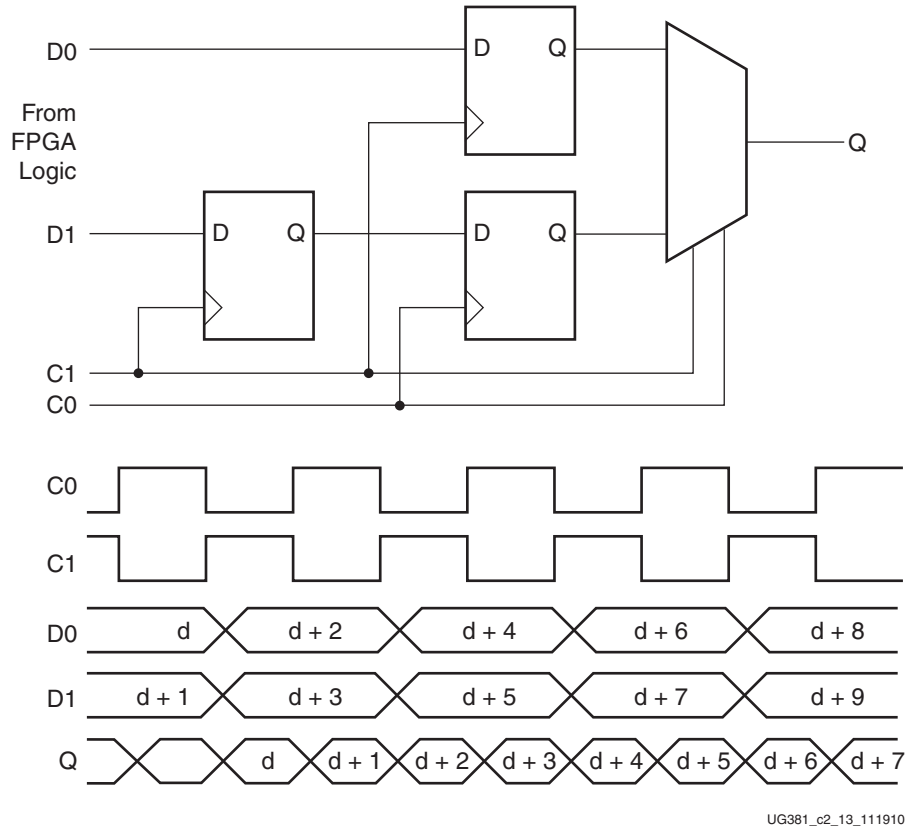 D0
D Q
From
FPGA
Logic
Q
D1
D Q
D Q
C1
C0
C0
C1
D0 d d + 2 d + 4 d + 6 d + 8
D1 d + 1 d + 3 d + 5 d + 7 d + 9
Q d d + 1 d + 2 d + 3 d + 4 d + 5 d + 6 d + 7
UG381_c2_13_111910